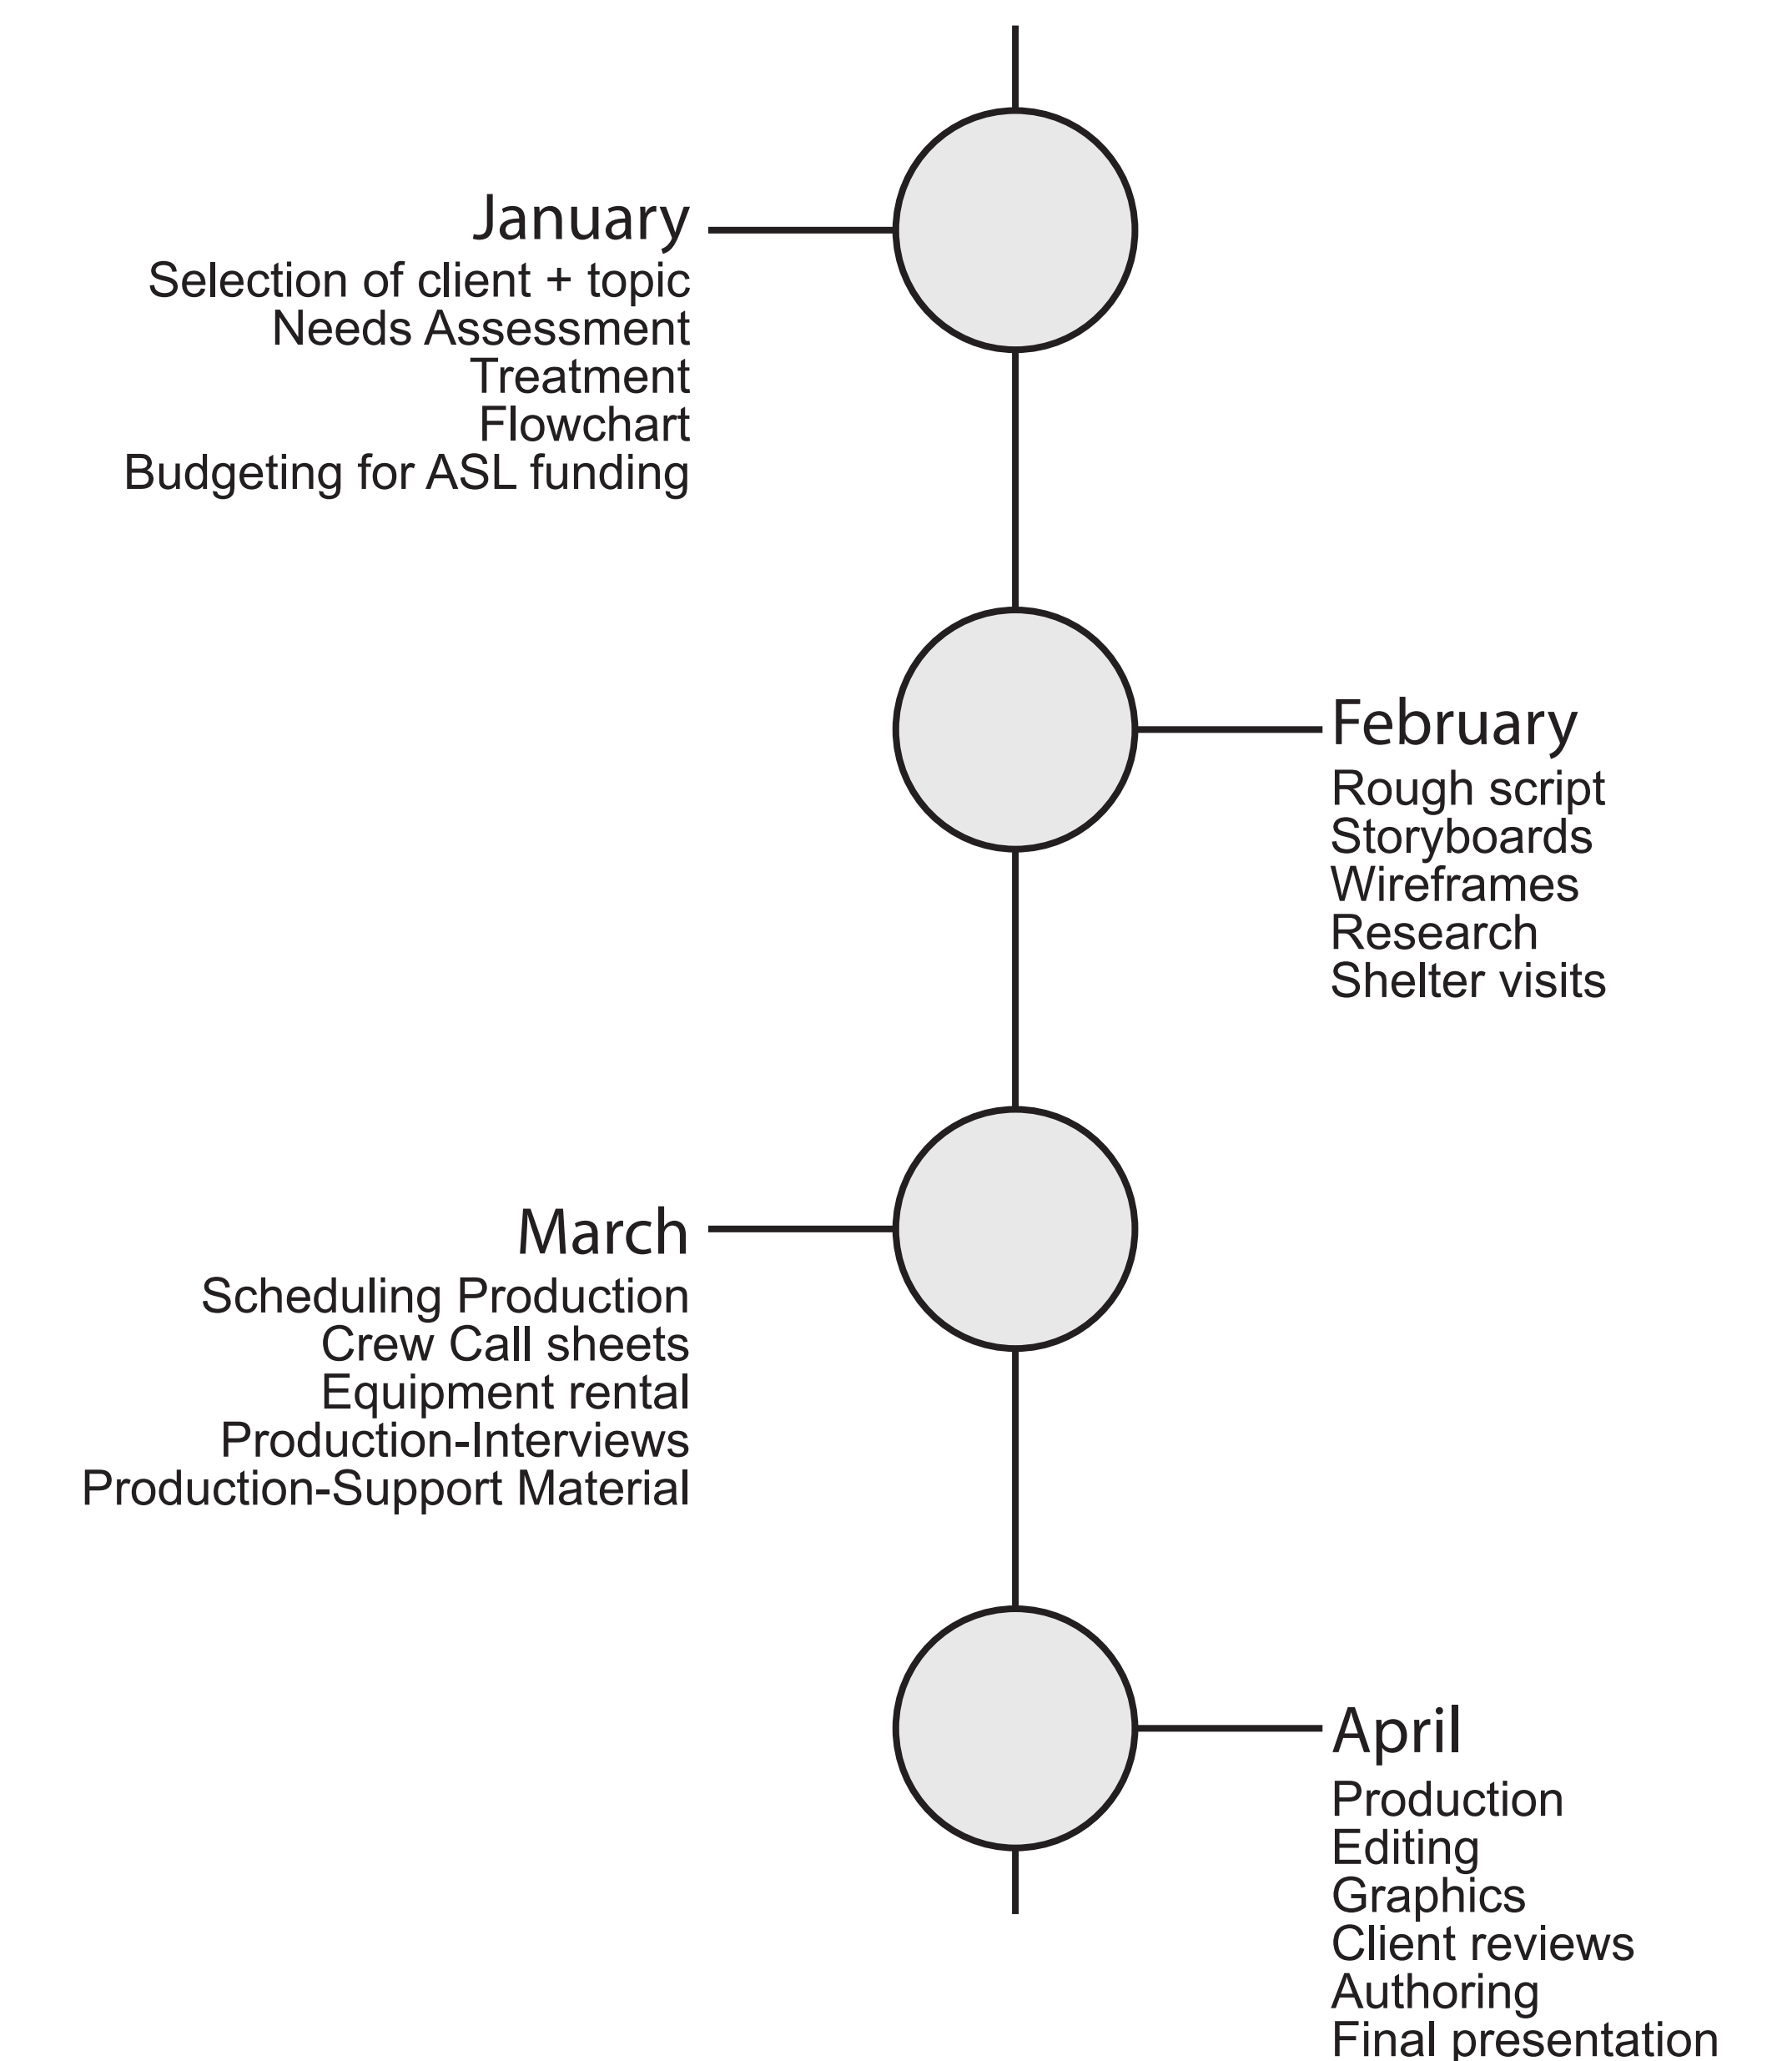 January
Selection of client + topic
Needs Assessment
Treatment
Flowchart
Budgeting for ASL funding
February
Rough script
Storyboards
Wireframes
Research
Shelter visits
March
Scheduling Production
Crew Call sheets
Equipment rental
Production-Interviews
Production-Support Material
April
Production
Editing
Graphics
Client reviews
Authoring
Final presentation